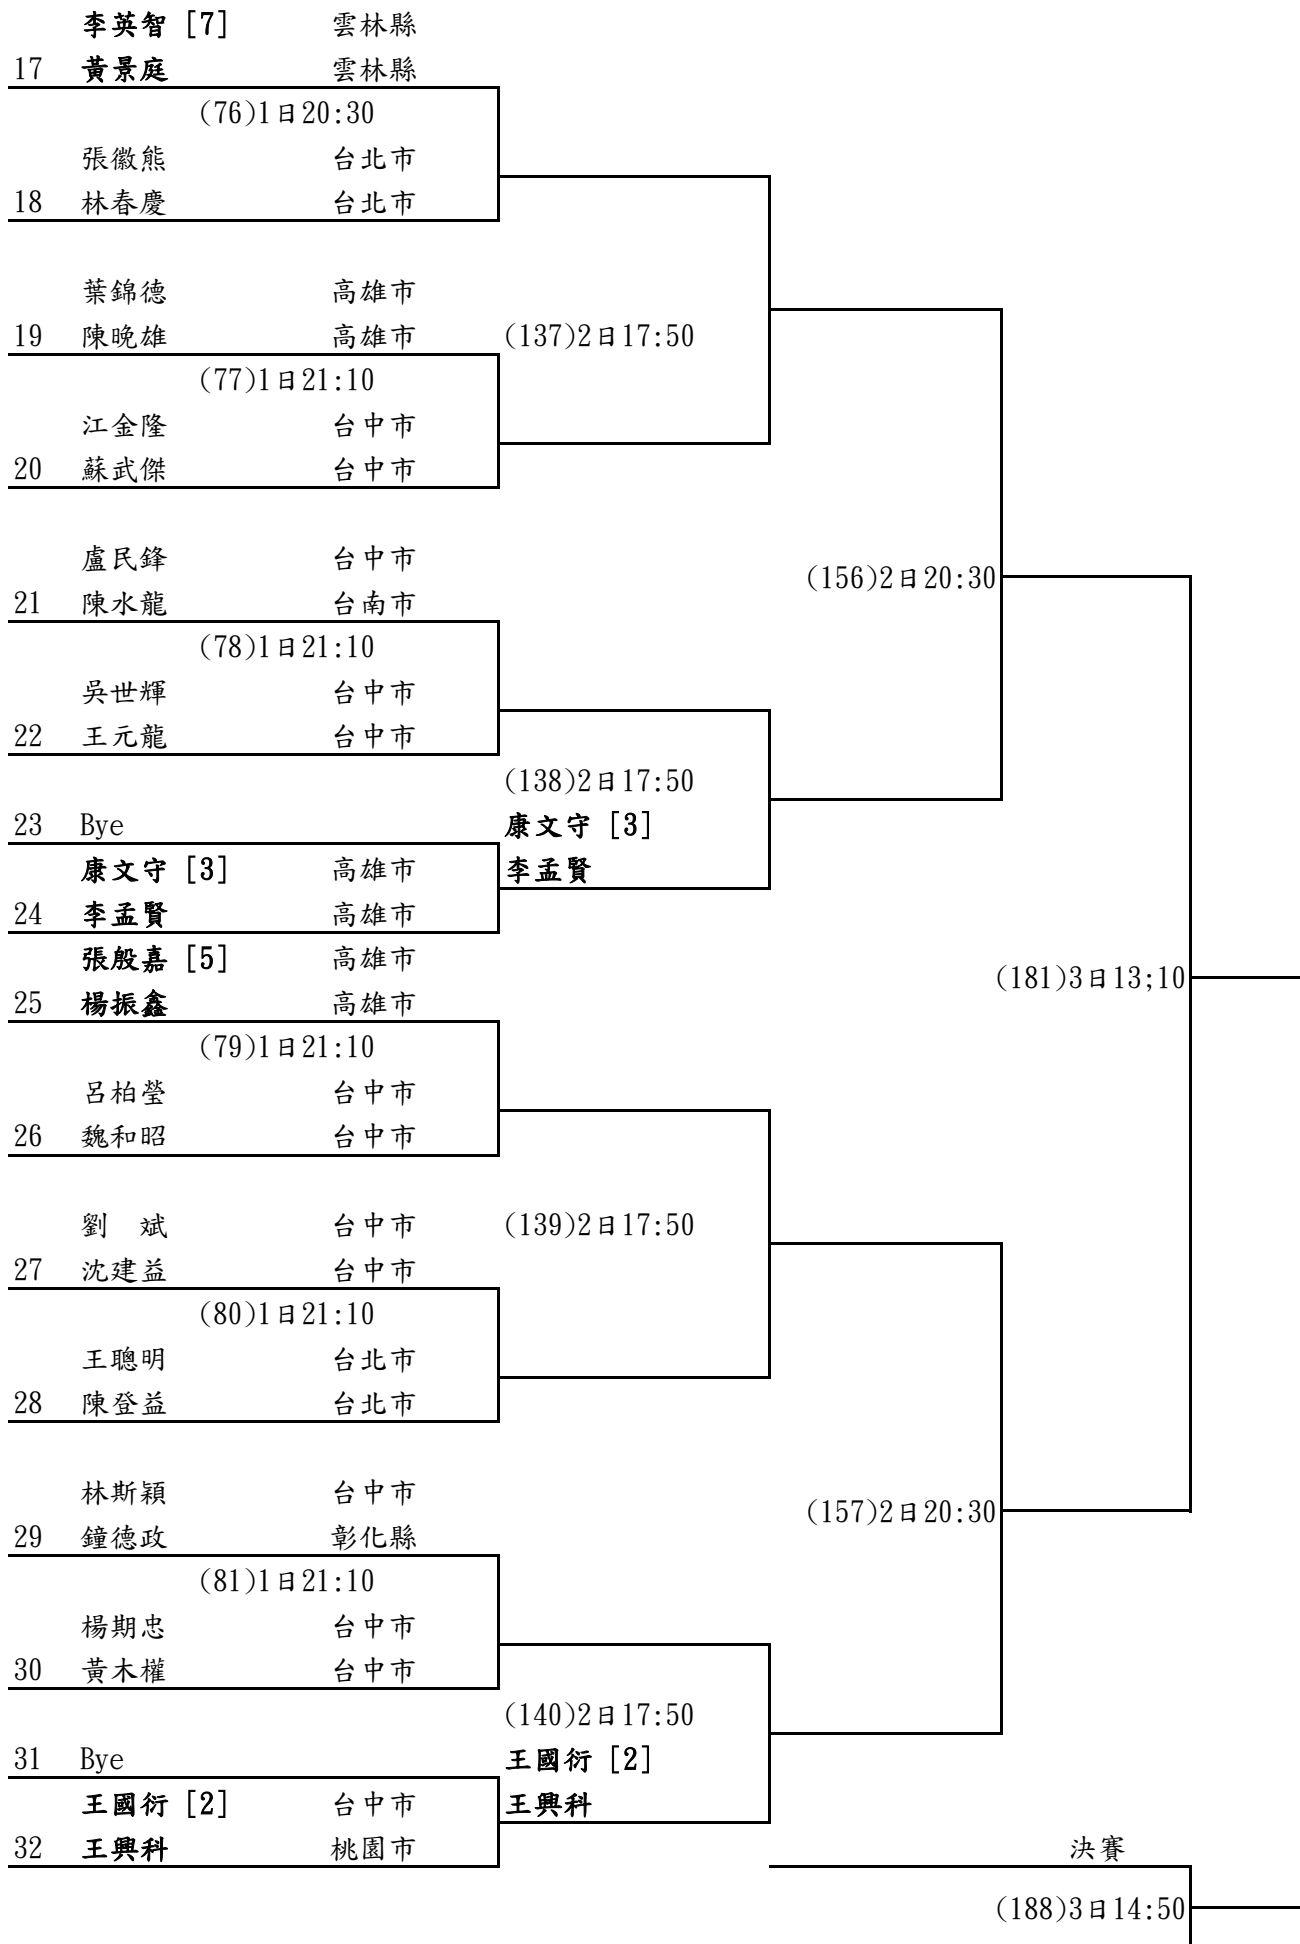 李英智 [7] 雲林縣
17 黃景庭 雲林縣
(76)1日20:30
張徽熊 台北市
18 林春慶 台北市
葉錦德 高雄市
19 陳晚雄 高雄市 (137)2日17:50
(77)1日21:10
江金隆 台中市
20 蘇武傑 台中市
盧民鋒 台中市
(156)2日20:30
21 陳水龍 台南市
(78)1日21:10
吳世輝 台中市
22 王元龍 台中市
(138)2日17:50
23 Bye 康文守 [3]
康文守 [3] 高雄市 李孟賢
24 李孟賢 高雄市
張殷嘉 [5] 高雄市
(181)3日13;10
25 楊振鑫 高雄市
(79)1日21:10
呂柏瑩 台中市
26 魏和昭 台中市
劉　斌 台中市 (139)2日17:50
27 沈建益 台中市
(80)1日21:10
王聰明 台北市
28 陳登益 台北市
林斯穎 台中市
(157)2日20:30
29 鐘德政 彰化縣
(81)1日21:10
楊期忠 台中市
30 黃木權 台中市
(140)2日17:50
31 Bye 王國衍 [2]
王國衍 [2] 台中市 王興科
32 王興科 桃園市 決賽
(188)3日14:50